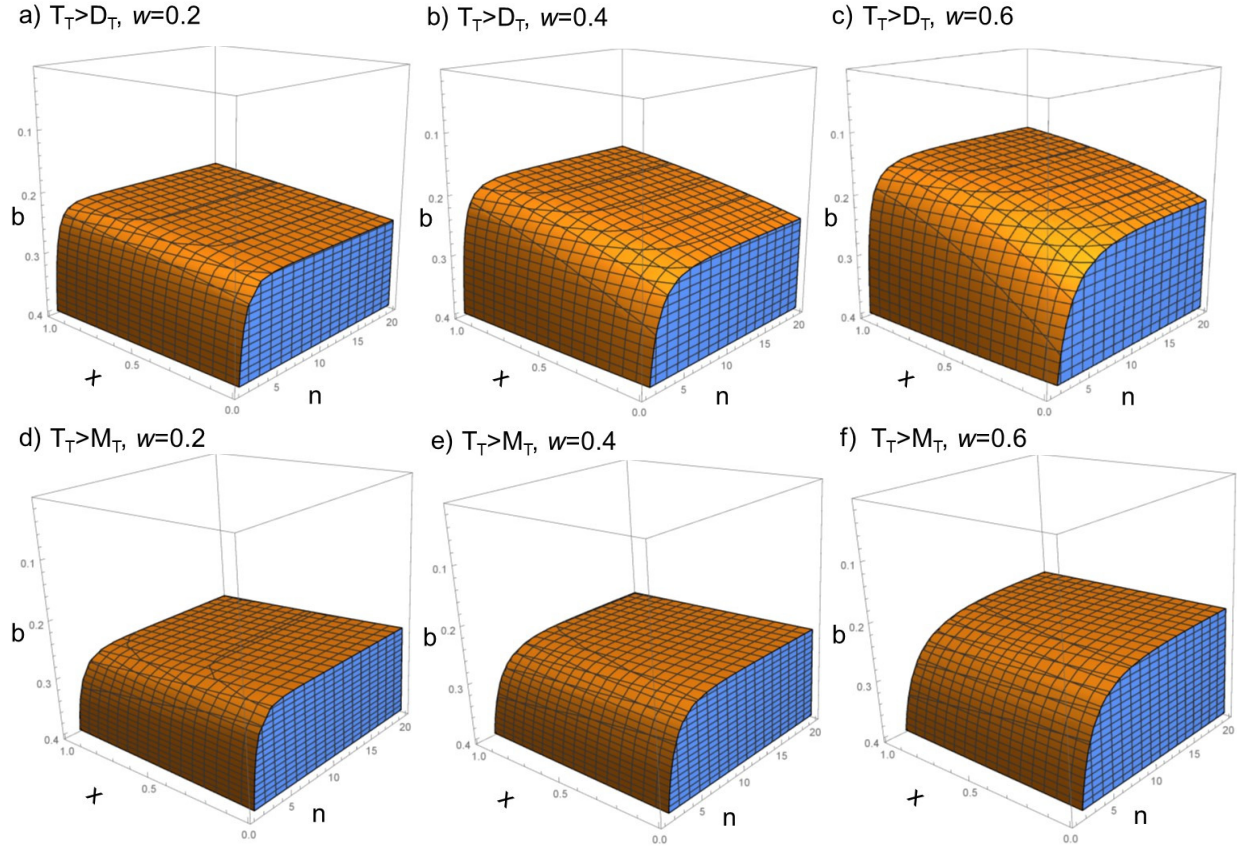 a) T_T>D_T, w=0.2
b) T_T>D_T, w=0.4
c) T_T>D_T, w=0.6
0.1
0.2
b
0.3
0.4
1.0
0.5
0.0
x
n
5
10
15
20
0.1
0.2
b
0.3
0.4
1.0
0.5
0.0
x
n
5
10
15
20
0.1
0.2
b
0.3
0.4
1.0
0.5
0.0
x
n
5
10
15
20
d) T_T>M_T, w=0.2
e) T_T>M_T, w=0.4
f) T_T>M_T, w=0.6
0.1
0.2
b
0.3
0.4
1.0
0.5
0.0
x
n
5
10
15
20
0.1
0.2
b
0.3
0.4
1.0
0.5
0.0
x
n
5
10
15
20
0.1
0.2
b
0.3
0.4
1.0
0.5
0.0
x
n
5
10
15
20